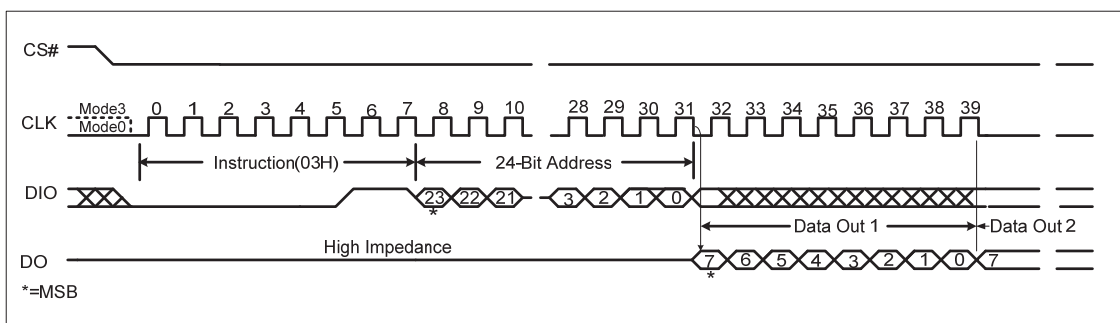 CS#
Mode3 0 1 2 3 4 5 6 7 8 9 10 28 29 30 31 32 33 34 35 36 37 38 39
CLK Mode0
Instruction(03H) 24-Bit Address
DIO 23 22 21 3 2 1 0
*
Data Out 1 Data Out 2
High Impedance
DO 7 6 5 4 3 2 1 0 7
*
*=MSB